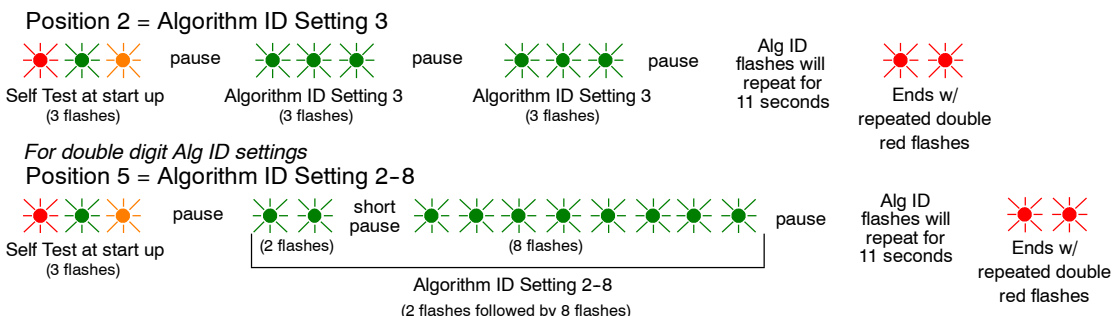 Position 2 = Algorithm ID Setting 3
pause
pause
pause
Alg ID
flashes will
repeat for
11 seconds
Self Test at start up
(3 flashes)
Algorithm ID Setting 3
(3 flashes)
Algorithm ID Setting 3
(3 flashes)
Ends w/
repeated double
red flashes
For double digit Alg ID settings
Position 5 = Algorithm ID Setting 2-8
pause
short
pause
pause
Alg ID
flashes will
repeat for
11 seconds
Self Test at start up
(3 flashes)
(2 flashes)
(8 flashes)
Ends w/
repeated double
red flashes
Algorithm ID Setting 2-8
(2 flashes followed by 8 flashes)